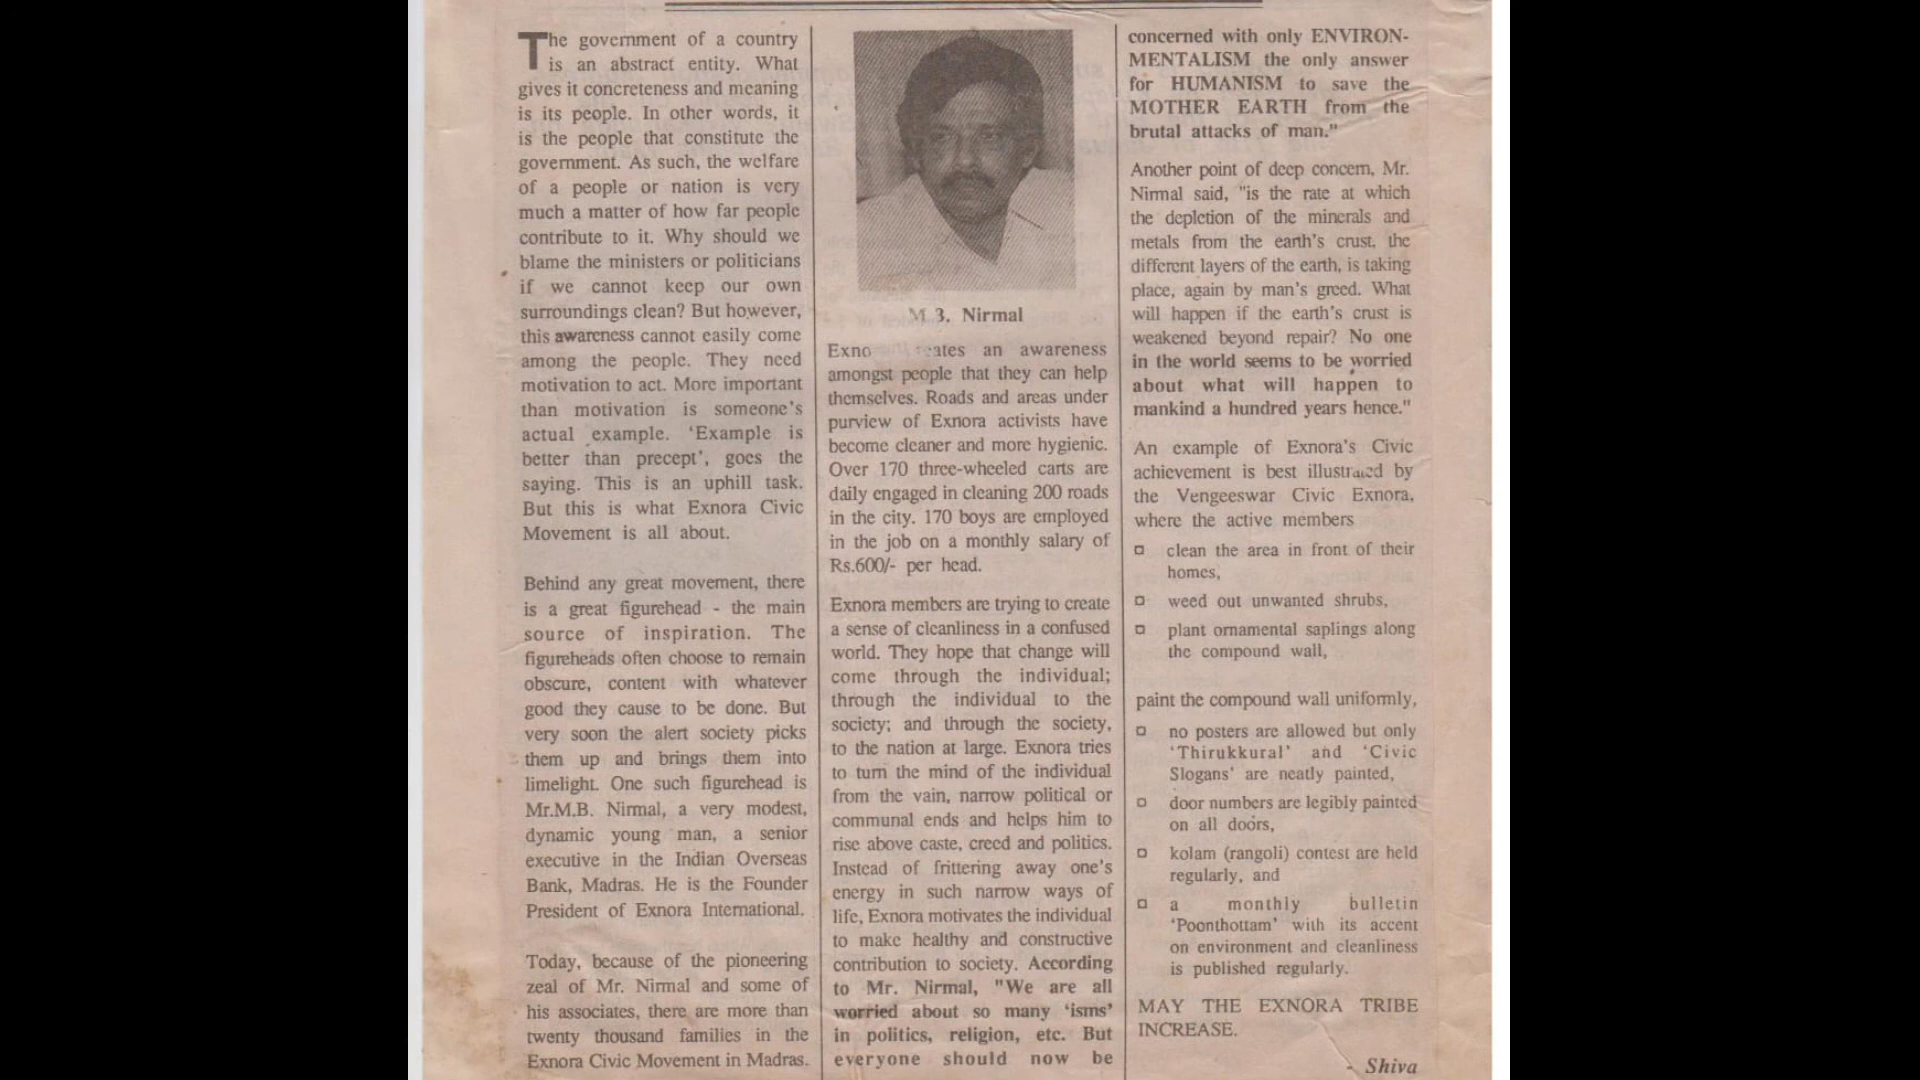 The government of a country
is an abstract entity. What
gives it concreteness and meaning
is its people. In other words, it
is the people that constitute the
government. As such, the welfare
of a people or nation is very
much a matter of how far people
contribute to it. Why should we
blame the ministers or politicians
if we cannot keep our own
surroundings clean? But however,
this awareness cannot easily come
among the people. They need
motivation to act. More important
than motivation is someone's
actual example. 'Example is
better than precept', goes the
saying. This is an uphill task.
But this is what Exnora Civic
Movement is all about.
Behind any great movement, there
is a great figurehead - the main
source of inspiration. The
figureheads often choose to remain
obscure, content with whatever
good they cause to be done. But
very soon the alert society picks
them up and brings them into
limelight. One such figurehead is
Mr.M.B. Nirmal, a very modest,
dynamic young man, a senior
executive in the Indian Overseas
Bank, Madras. He is the Founder
President of Exnora International.
Today, because of the pioneering
zeal of Mr. Nirmal and some of
his associates, there are more than
twenty thousand families in the
Exnora Civic Movement in Madras.
M B. Nirmal
Exno ates an awareness
amongst people that they can help
themselves. Roads and areas under
purview of Exnora activists have
become cleaner and more hygienic.
Over 170 three-wheeled carts are
daily engaged in cleaning 200 roads
in the city. 170 boys are employed
in the job on a monthly salary of
Rs.600/- per head.
Exnora members are trying to create
a sense of cleanliness in a confused
world. They hope that change will
come through the individual;
through the individual to the
society; and through the society,
to the nation at large. Exnora tries
to turn the mind of the individual
from the vain, narrow political or
communal ends and helps him to
rise above caste, creed and politics.
Instead of frittering away one's
energy in such narrow ways of
life, Exnora motivates the individual
to make healthy and constructive
contribution to society. According
to Mr. Nirmal, "We are all
worried about so many 'isms'
in politics, religion, etc. But
everyone should now be
concerned with only ENVIRON-
MENTALISM the only answer
for HUMANISM to save the
MOTHER EARTH from the
brutal attacks of man."
Another point of deep concern, Mr.
Nirmal said, "is the rate at which
the depletion of the minerals and
metals from the earth's crust, the
different layers of the earth, is taking
place, again by man's greed. What
will happen if the earth's crust is
weakened beyond repair? No one
in the world seems to be worried
about what will happen to
mankind a hundred years hence."
An example of Exnora's Civic
achievement is best illustrated by
the Vengeeswar Civic Exnora,
where the active members
clean the area in front of their
homes,
weed out unwanted shrubs,
plant ornamental saplings along
the compound wall,
paint the compound wall uniformly,
no posters are allowed but only
'Thirukkural' and 'Civic
Slogans' are neatly painted,
door numbers are legibly painted
on all doors,
kolam (rangoli) contest are held
regularly, and
a monthly bulletin
'Poonthottam' with its accent
on environment and cleanliness
is published regularly.
MAY THE EXNORA TRIBE
INCREASE.
- Shiva